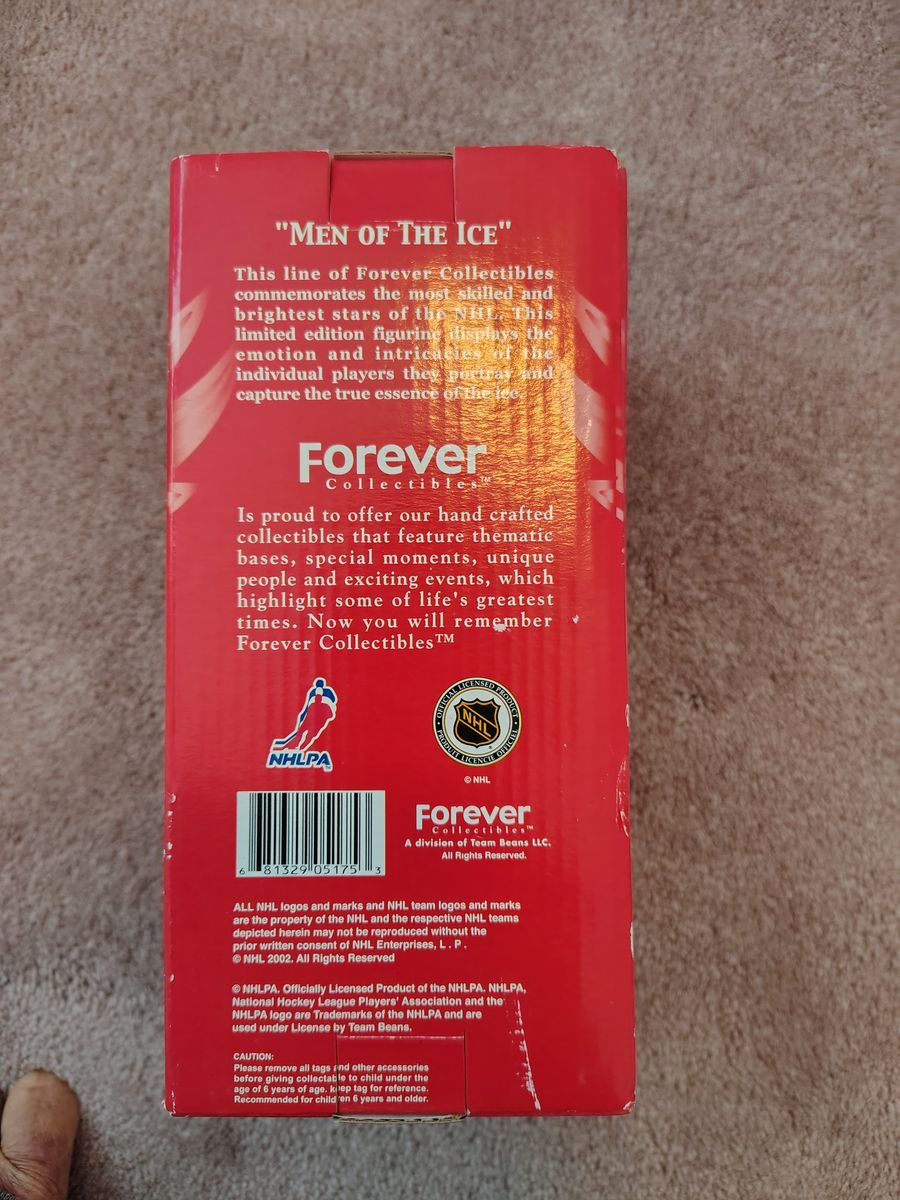 "MEN OF THE ICE"
This line of Forever Collectibles
commemorates the most skilled and
brightest stars of the NHL. This
limited edition figurine displays the
emotion and intricacies of the
individual players they portray and
capture the true essence of the ice.
Forever
Collectibles™
Is proud to offer our hand crafted
collectibles that feature thematic
bases, special moments, unique
people and exciting events, which
highlight some of life's greatest
times. Now you will remember
Forever Collectibles™
NHLPA™
OFFICIAL LICENSED PRODUCT
NHL
PRODUIT LICENCIÉ OFFICIEL
© NHL
6 81329 05175 3
Forever
Collectibles™
A division of Team Beans LLC.
All Rights Reserved.
ALL NHL logos and marks and NHL team logos and marks
are the property of the NHL and the respective NHL teams
depicted herein may not be reproduced without the
prior written consent of NHL Enterprises, L . P .
© NHL 2002. All Rights Reserved
© NHLPA. Officially Licensed Product of the NHLPA. NHLPA,
National Hockey League Players' Association and the
NHLPA logo are Trademarks of the NHLPA and are
used under License by Team Beans.
CAUTION:
Please remove all tags and other accessories
before giving collectable to child under the
age of 6 years of age. keep tag for reference.
Recommended for children 6 years and older.